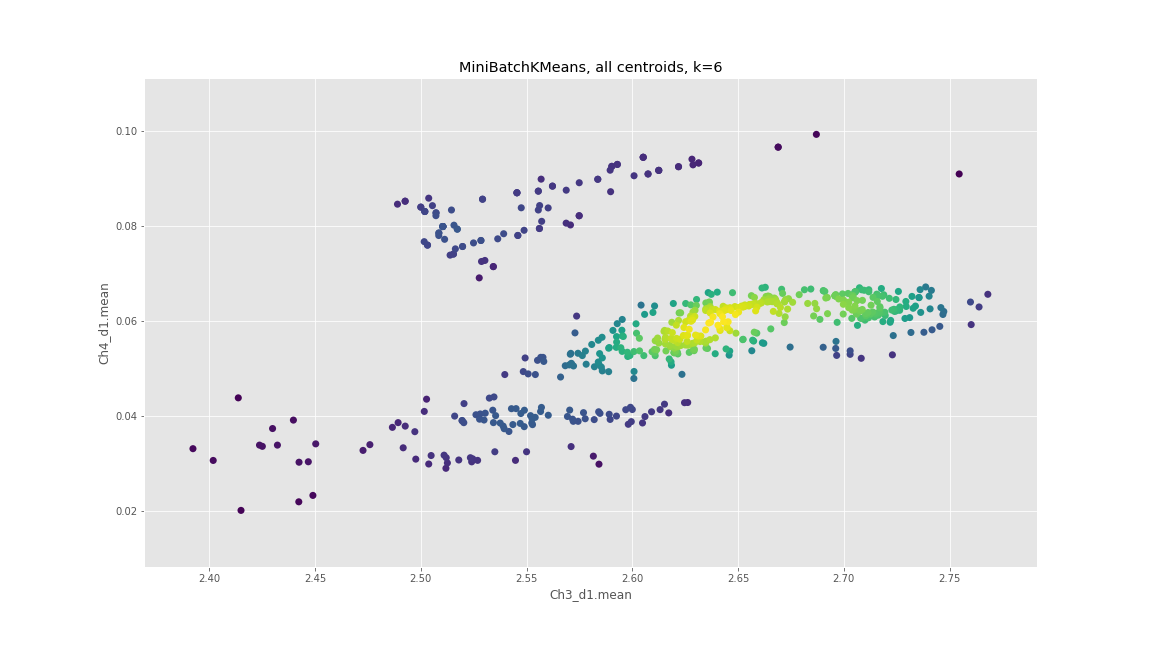 MiniBatchKMeans, all centroids, k=6
Ch4_d1.mean
0.10
0.08
0.06
0.04
0.02
2.40 2.45 2.50 2.55 2.60 2.65 2.70 2.75
Ch3_d1.mean